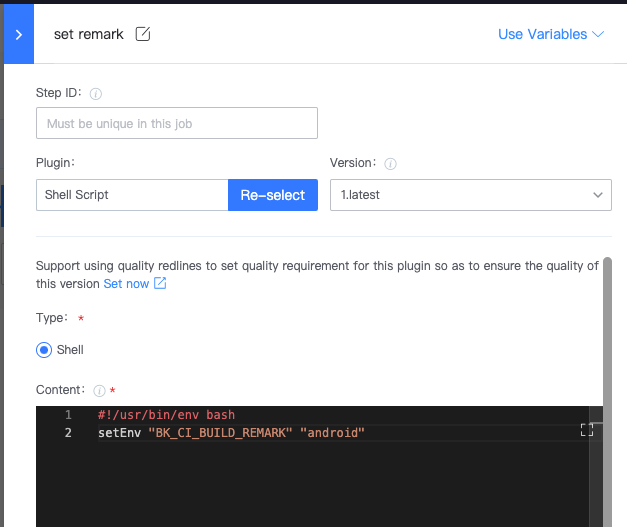 set remark
Use Variables
Step ID:
Must be unique in this job
Plugin:
Version:
Shell Script
Re-select
1.latest
Support using quality redlines to set quality requirement for this plugin so as to ensure the quality of
this version Set now
Type: *
Shell
Content: *
1 #!/usr/bin/env bash
2 setEnv "BK_CI_BUILD_REMARK" "android"